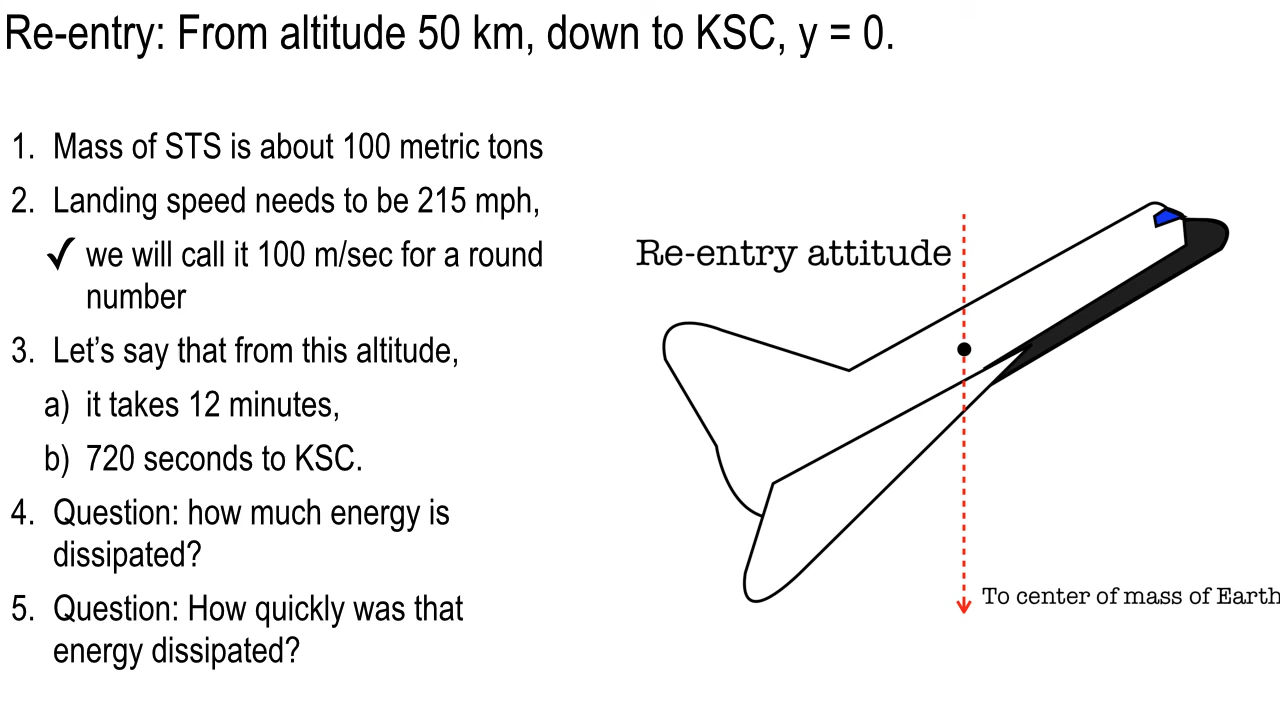 Re-entry: From altitude 50 km, down to KSC, y = 0.
1. Mass of STS is about 100 metric tons
2. Landing speed needs to be 215 mph,
✓ we will call it 100 m/sec for a round
number
3. Let’s say that from this altitude,
a) it takes 12 minutes,
b) 720 seconds to KSC.
4. Question: how much energy is
dissipated?
5. Question: How quickly was that
energy dissipated?
Re-entry attitude
To center of mass of Earth